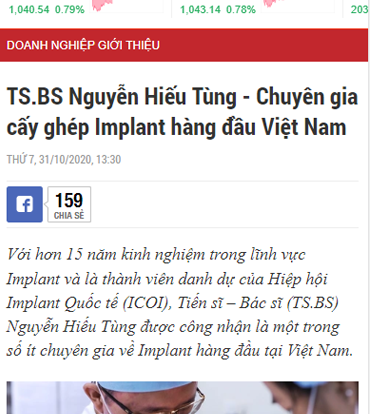 1,040.54 0.79%
1,043.14 0.78%
203
DOANH NGHIỆP GIỚI THIỆU
TS.BS Nguyễn Hiếu Tùng - Chuyên gia
cấy ghép Implant hàng đầu Việt Nam
THỨ 7, 31/10/2020, 13:30
159
CHIA SẺ
Với hơn 15 năm kinh nghiệm trong lĩnh vực
Implant và là thành viên danh dự của Hiệp hội
Implant Quốc tế (ICOI), Tiến sĩ – Bác sĩ (TS.BS)
Nguyễn Hiếu Tùng được công nhận là một trong
số ít chuyên gia về Implant hàng đầu tại Việt Nam.